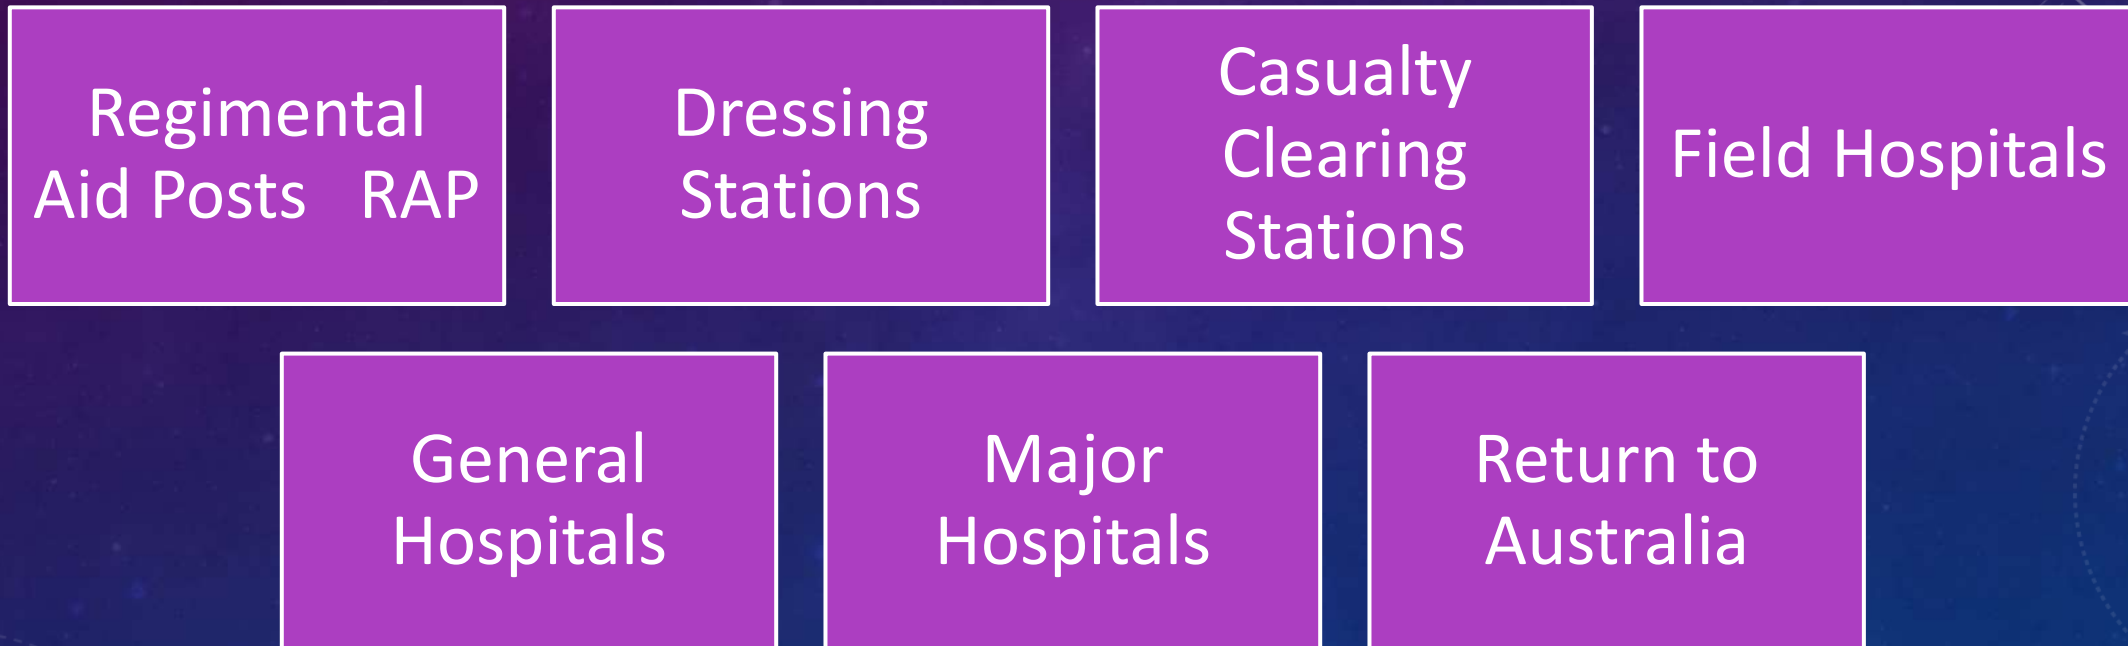 Regimental
Aid Posts   RAP
Dressing
Stations
Casualty
Clearing
Stations
Field Hospitals
General
Hospitals
Major
Hospitals
Return to
Australia